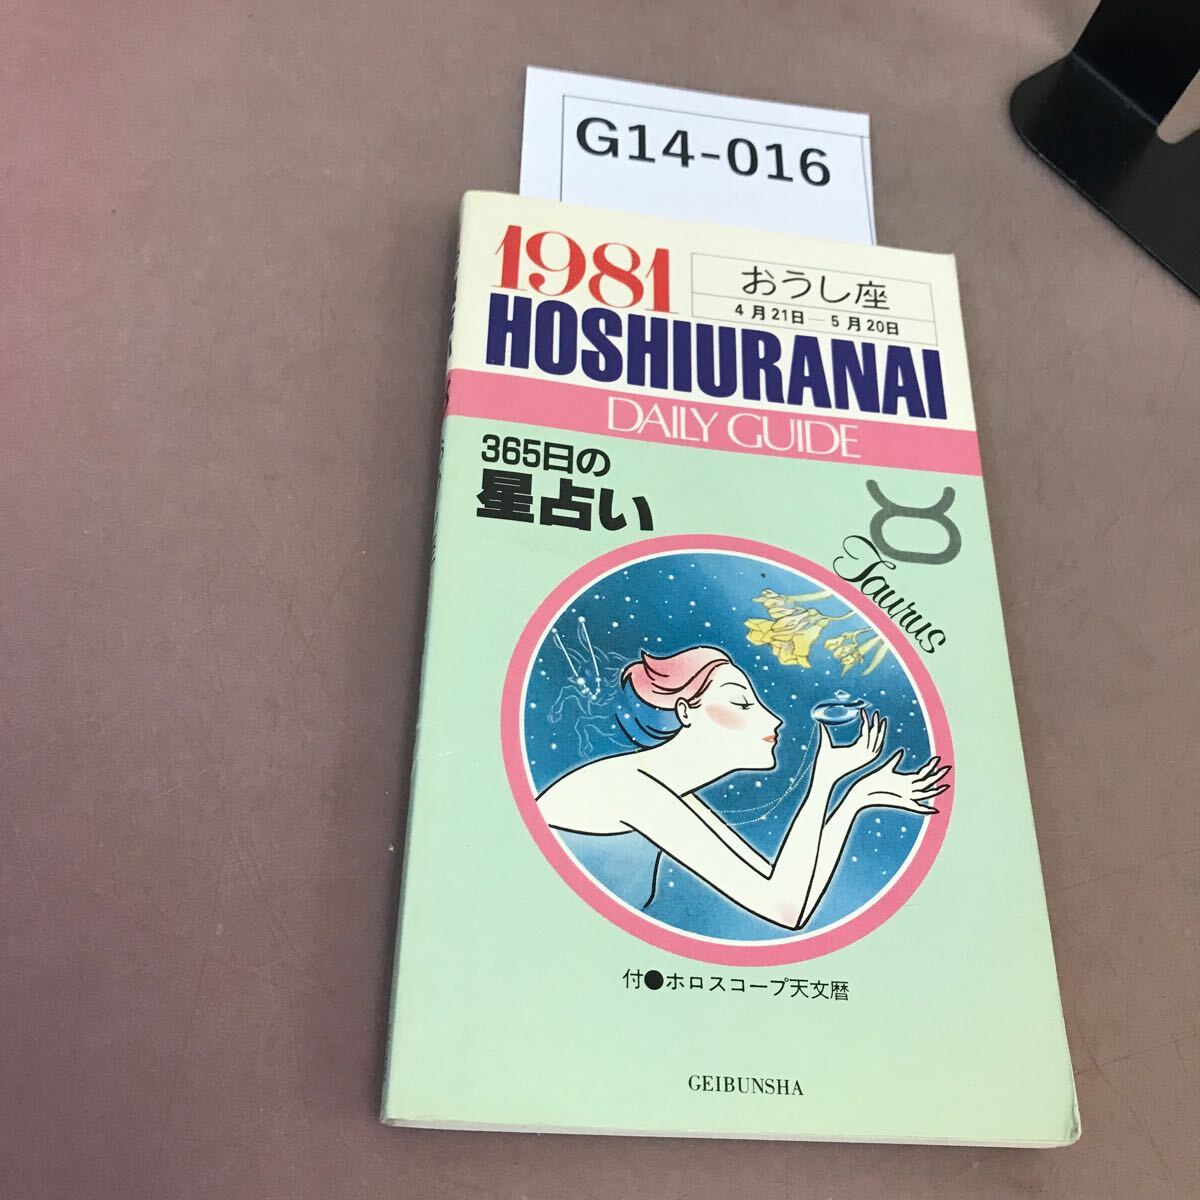 G14-016
1981
おうし座
4月21日—5月20日
HOSHIURANAI
DAILY GUIDE
365日の
星占い
Taurus
付●ホロスコープ天文暦
GEIBUNSHA